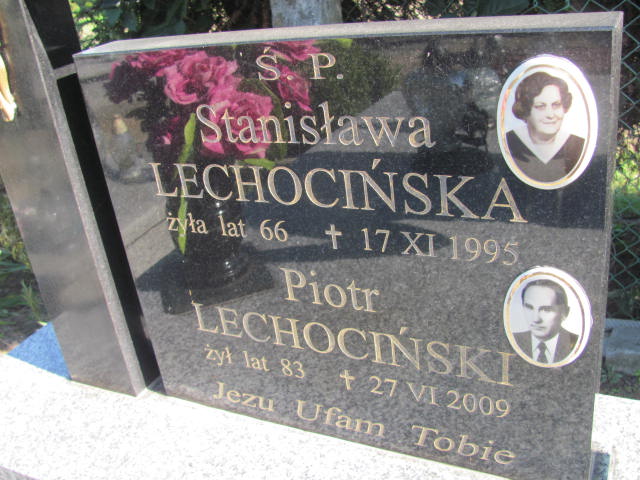 Ś. P.
Stanisława
LECHOCIŃSKA
żyła lat 66 † 17 XI 1995
Piotr
LECHOCIŃSKI
żył lat 83 † 27 VI 2009
Jezu Ufam Tobie